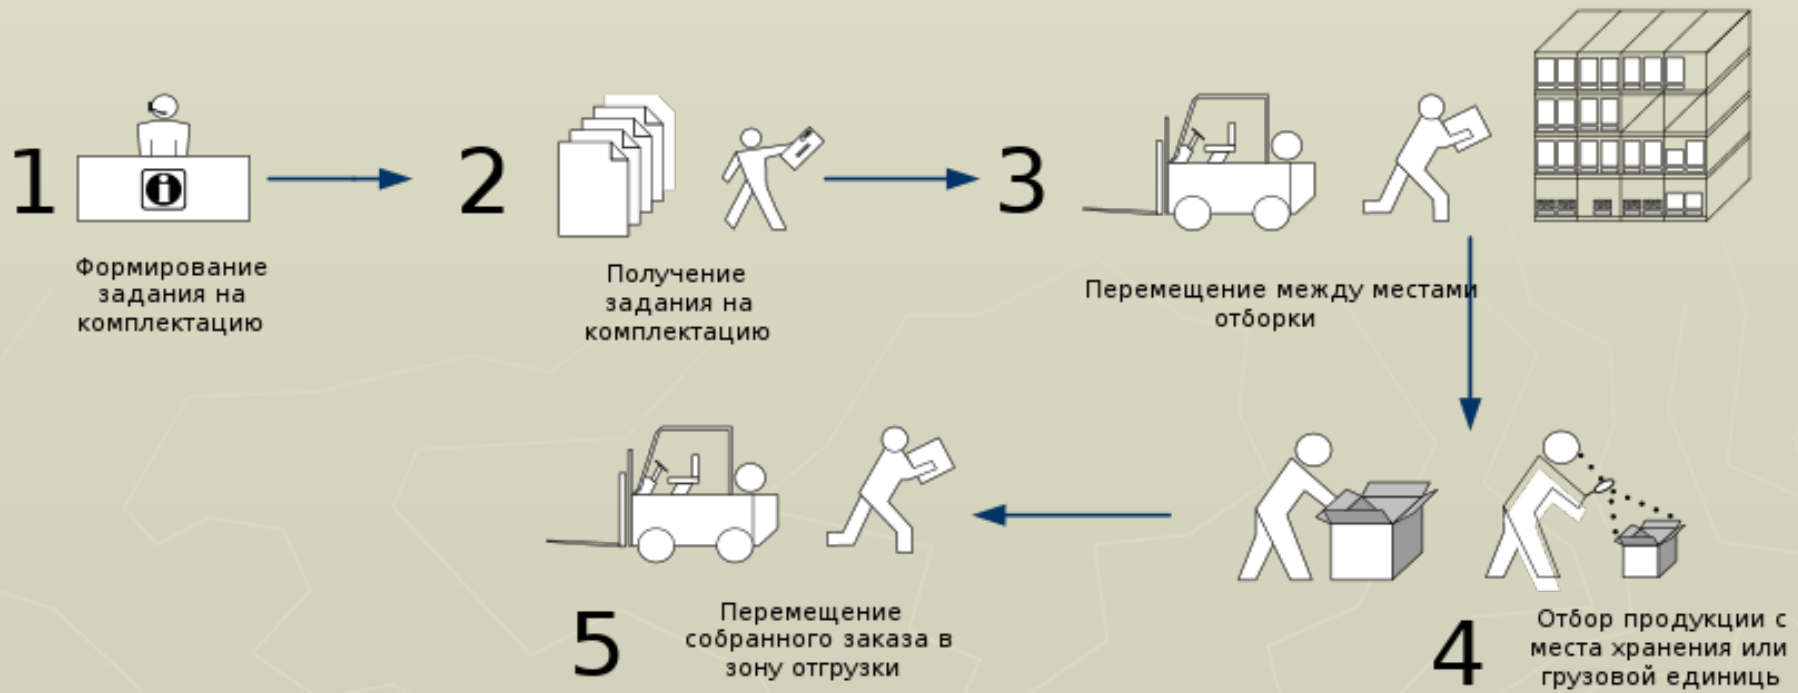 1
Формирование
задания на
комплектацию
2
Получение
задания на
комплектацию
3
Перемещение между местами
отборки
4
Отбор продукции с
места хранения или
грузовой единиць
5
Перемещение
собранного заказа в
зону отгрузки